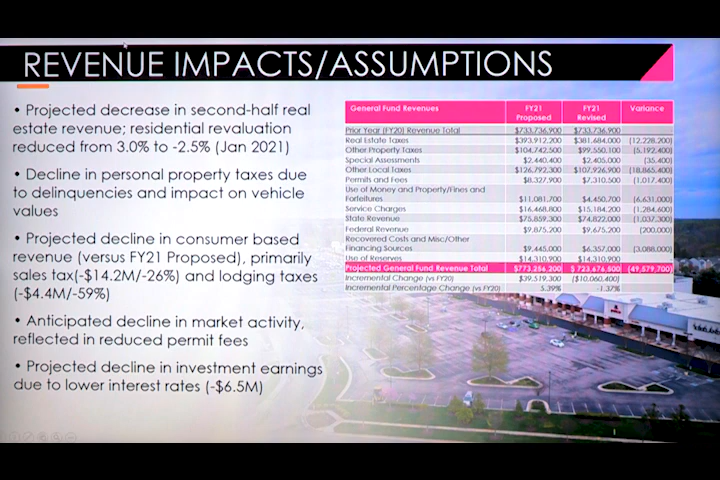 REVENUE IMPACTS/ASSUMPTIONS
• Projected decrease in second-half real
estate revenue; residential revaluation
reduced from 3.0% to -2.5% (Jan 2021)
• Decline in personal property taxes due
to delinquencies and impact on vehicle
values
• Projected decline in consumer based
revenue (versus FY21 Proposed), primarily
sales tax(-$14.2M/-26%) and lodging taxes
(-$4.4M/-59%)
• Anticipated decline in market activity,
reflected in reduced permit fees
• Projected decline in investment earnings
due to lower interest rates (-$6.5M)
General Fund Revenues FY21 Proposed FY21 Revised Variance
Prior Year (FY20) Revenue Total $733,736,900 $733,736,900
Real Estate Taxes $393,912,200 $381,684,000 (12,228,200)
Other Property Taxes $104,742,500 $99,550,100 (5,192,400)
Special Assessments $2,440,400 $2,405,000 (35,400)
Other Local Taxes $126,792,300 $107,926,900 (18,865,400)
Permits and Fees $8,327,900 $7,310,500 (1,017,400)
Use of Money and Property/Fines and
Forfeitures $11,081,700 $4,450,700 (6,631,000)
Service Charges $16,468,800 $15,184,200 (1,284,600)
State Revenue $75,859,300 $74,822,000 (1,037,300)
Federal Revenue $9,875,200 $9,675,200 (200,000)
Recovered Costs and Misc/Other
Financing Sources $9,445,000 $6,357,000 (3,088,000)
Use of Reserves $14,310,900 $14,310,900
Projected General Fund Revenue Total $773,256,200 $ 723,676,500 (49,579,700)
Incremental Change (vs FY20) $39,519,300 ($10,060,400)
Incremental Percentage Change (vs FY20) 5.39% -1.37%